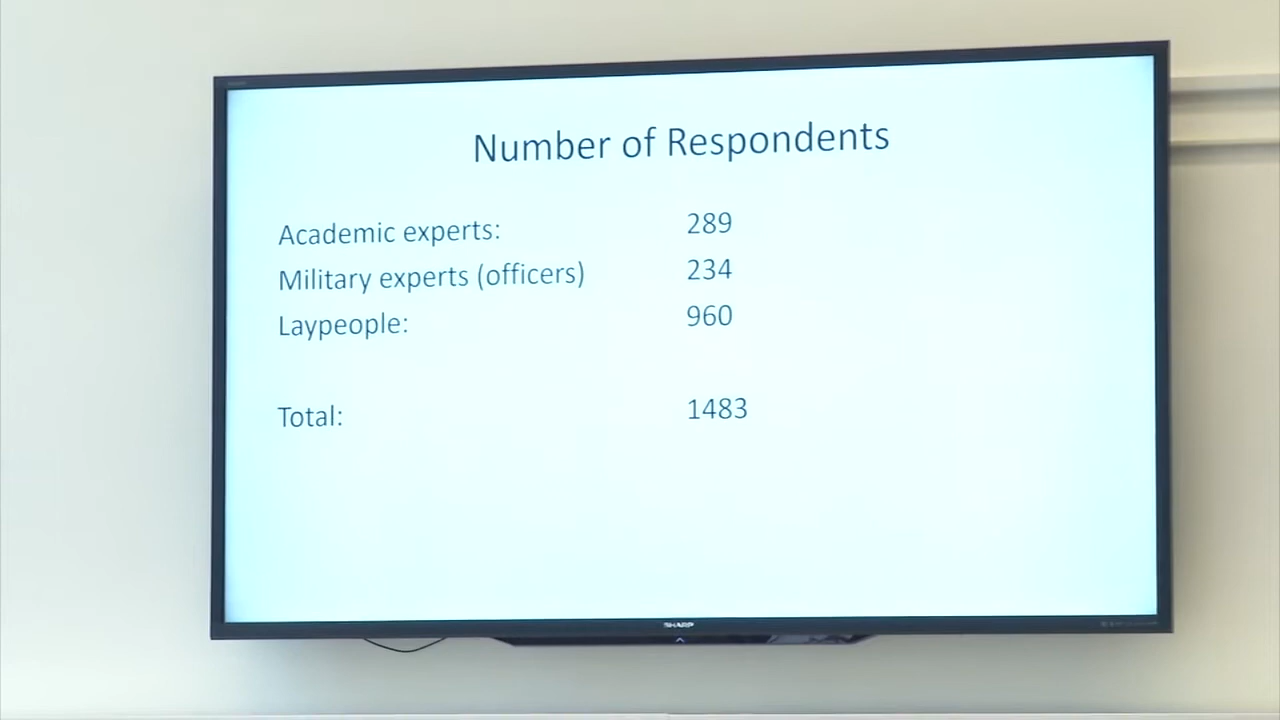 Number of Respondents
Academic experts: 289
Military experts (officers) 234
Laypeople: 960
Total: 1483
SHARP